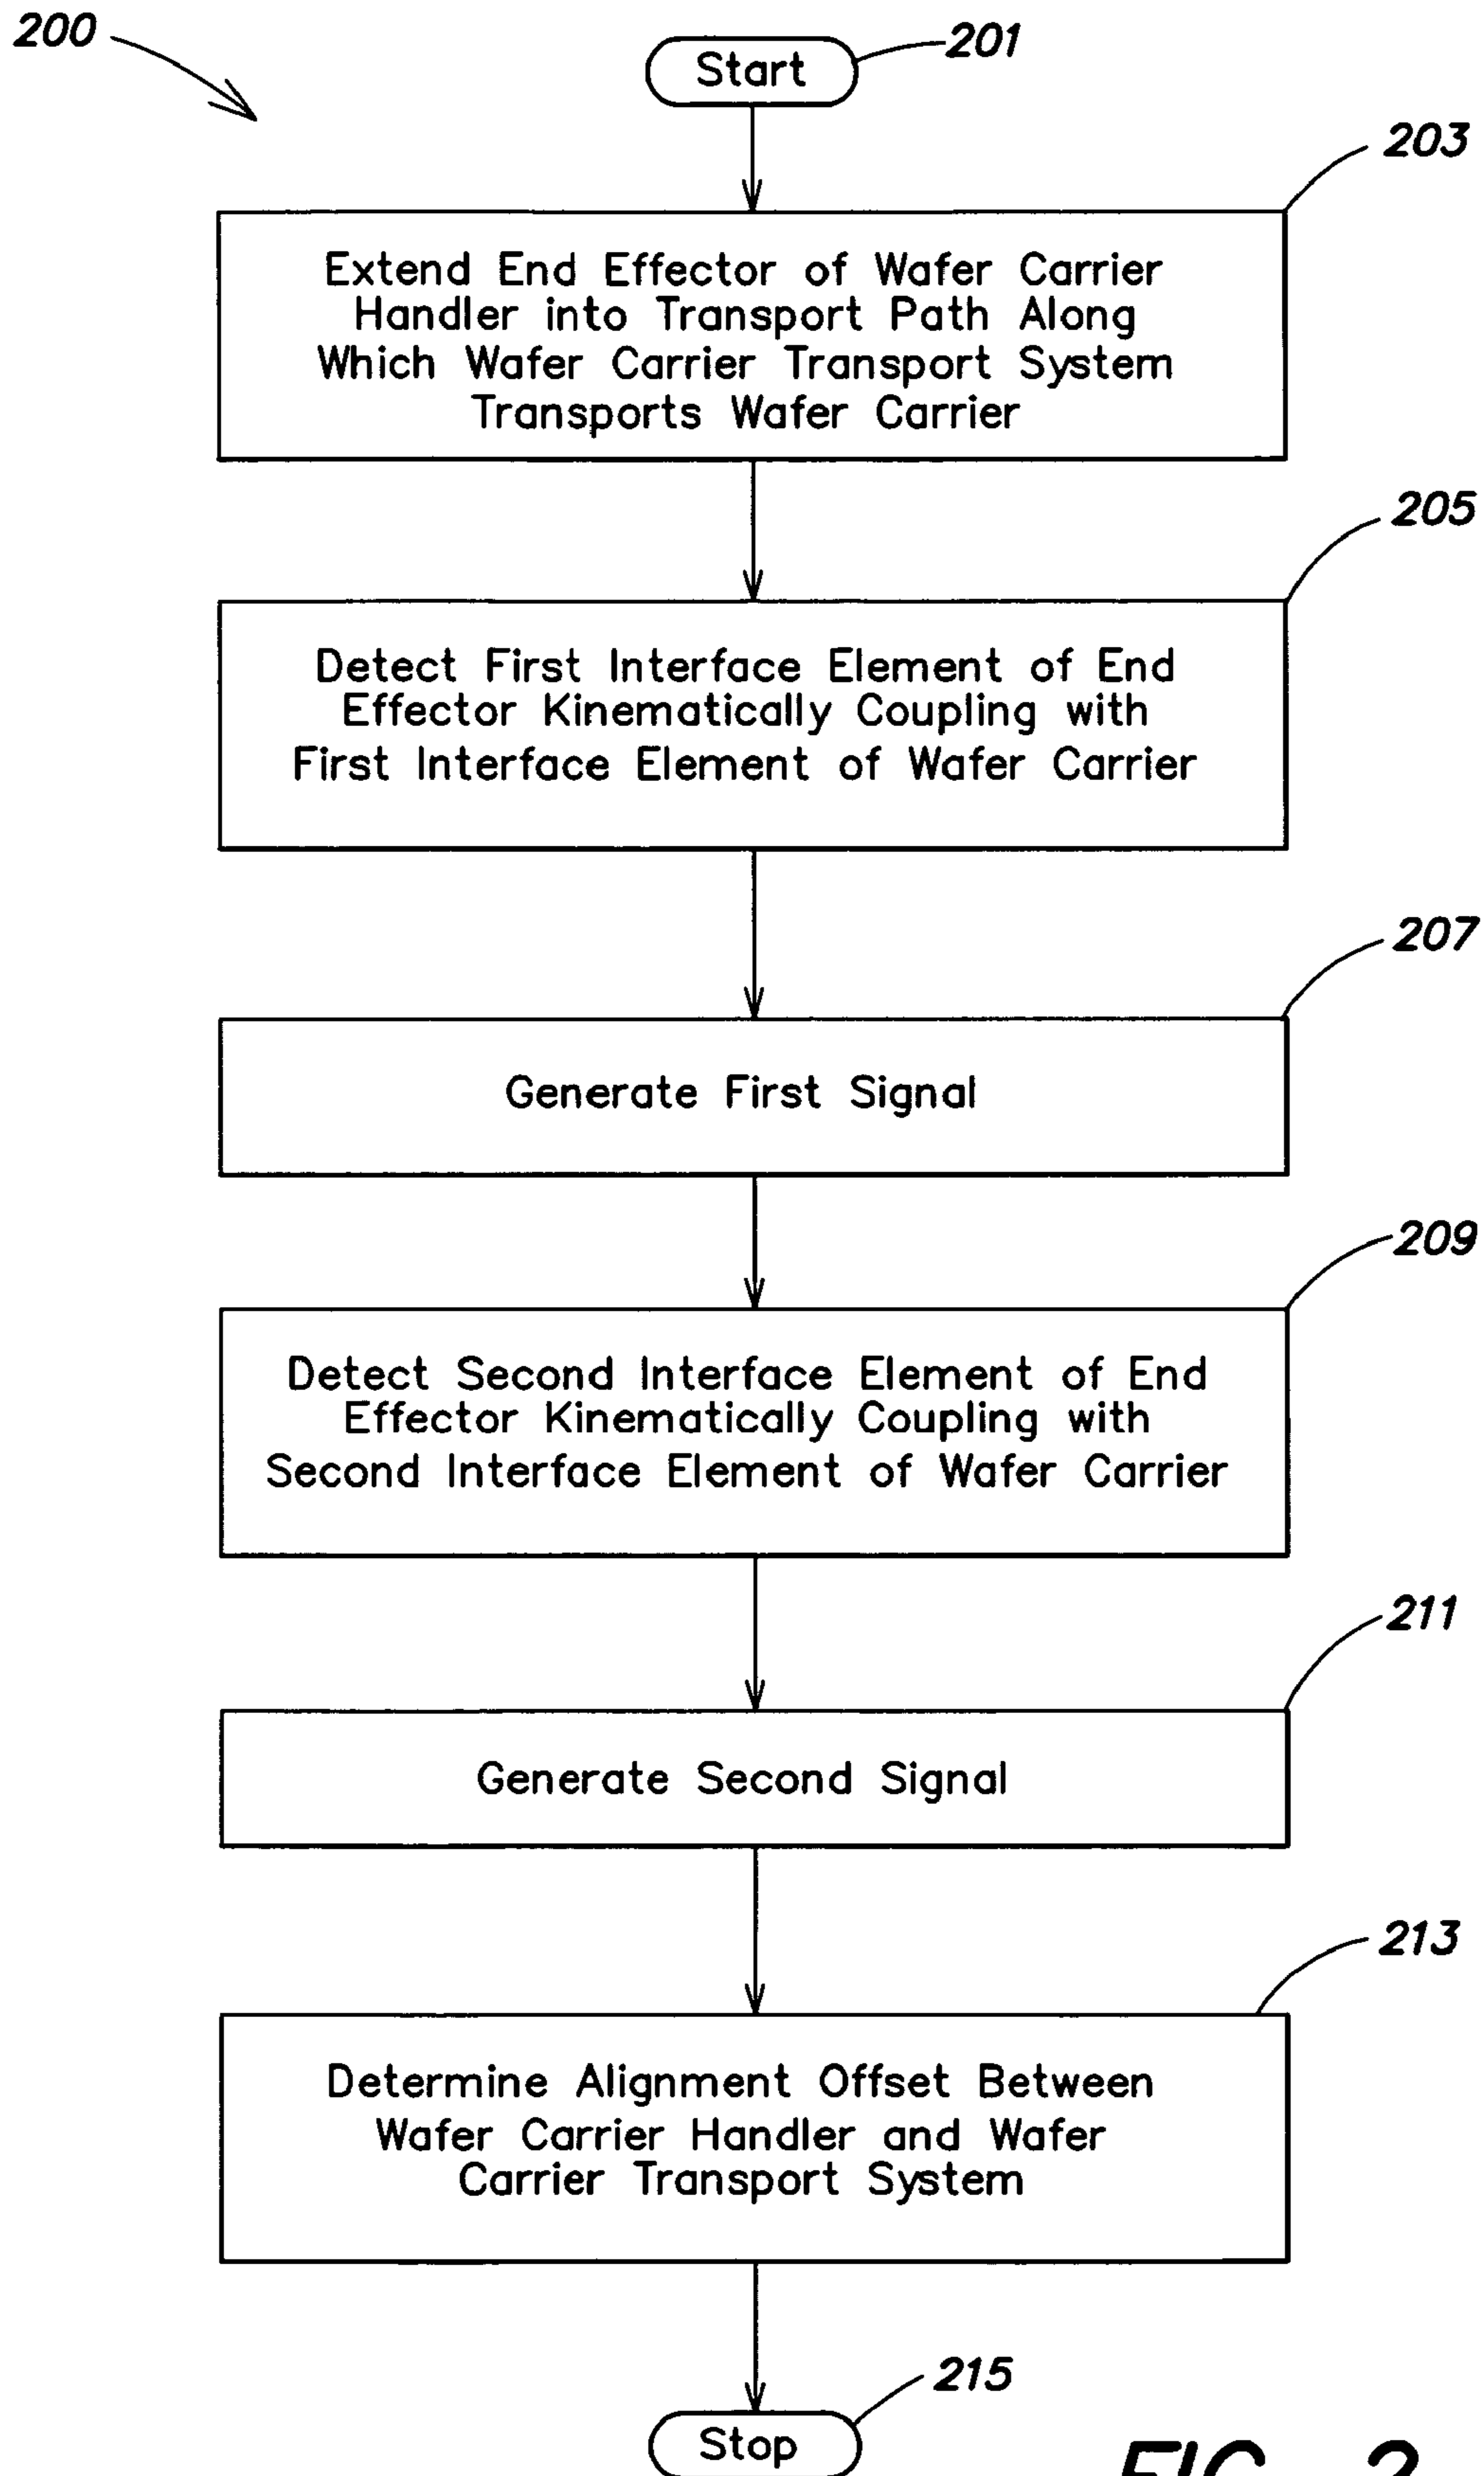 200
Start
201
203
Extend End Effector of Wafer Carrier
Handler into Transport Path Along
Which Wafer Carrier Transport System
Transports Wafer Carrier
205
Detect First Interface Element of End
Effector Kinematically Coupling with
First Interface Element of Wafer Carrier
207
Generate First Signal
209
Detect Second Interface Element of End
Effector Kinematically Coupling with
Second Interface Element of Wafer Carrier
211
Generate Second Signal
213
Determine Alignment Offset Between
Wafer Carrier Handler and Wafer
Carrier Transport System
215
Stop
FIG. 2